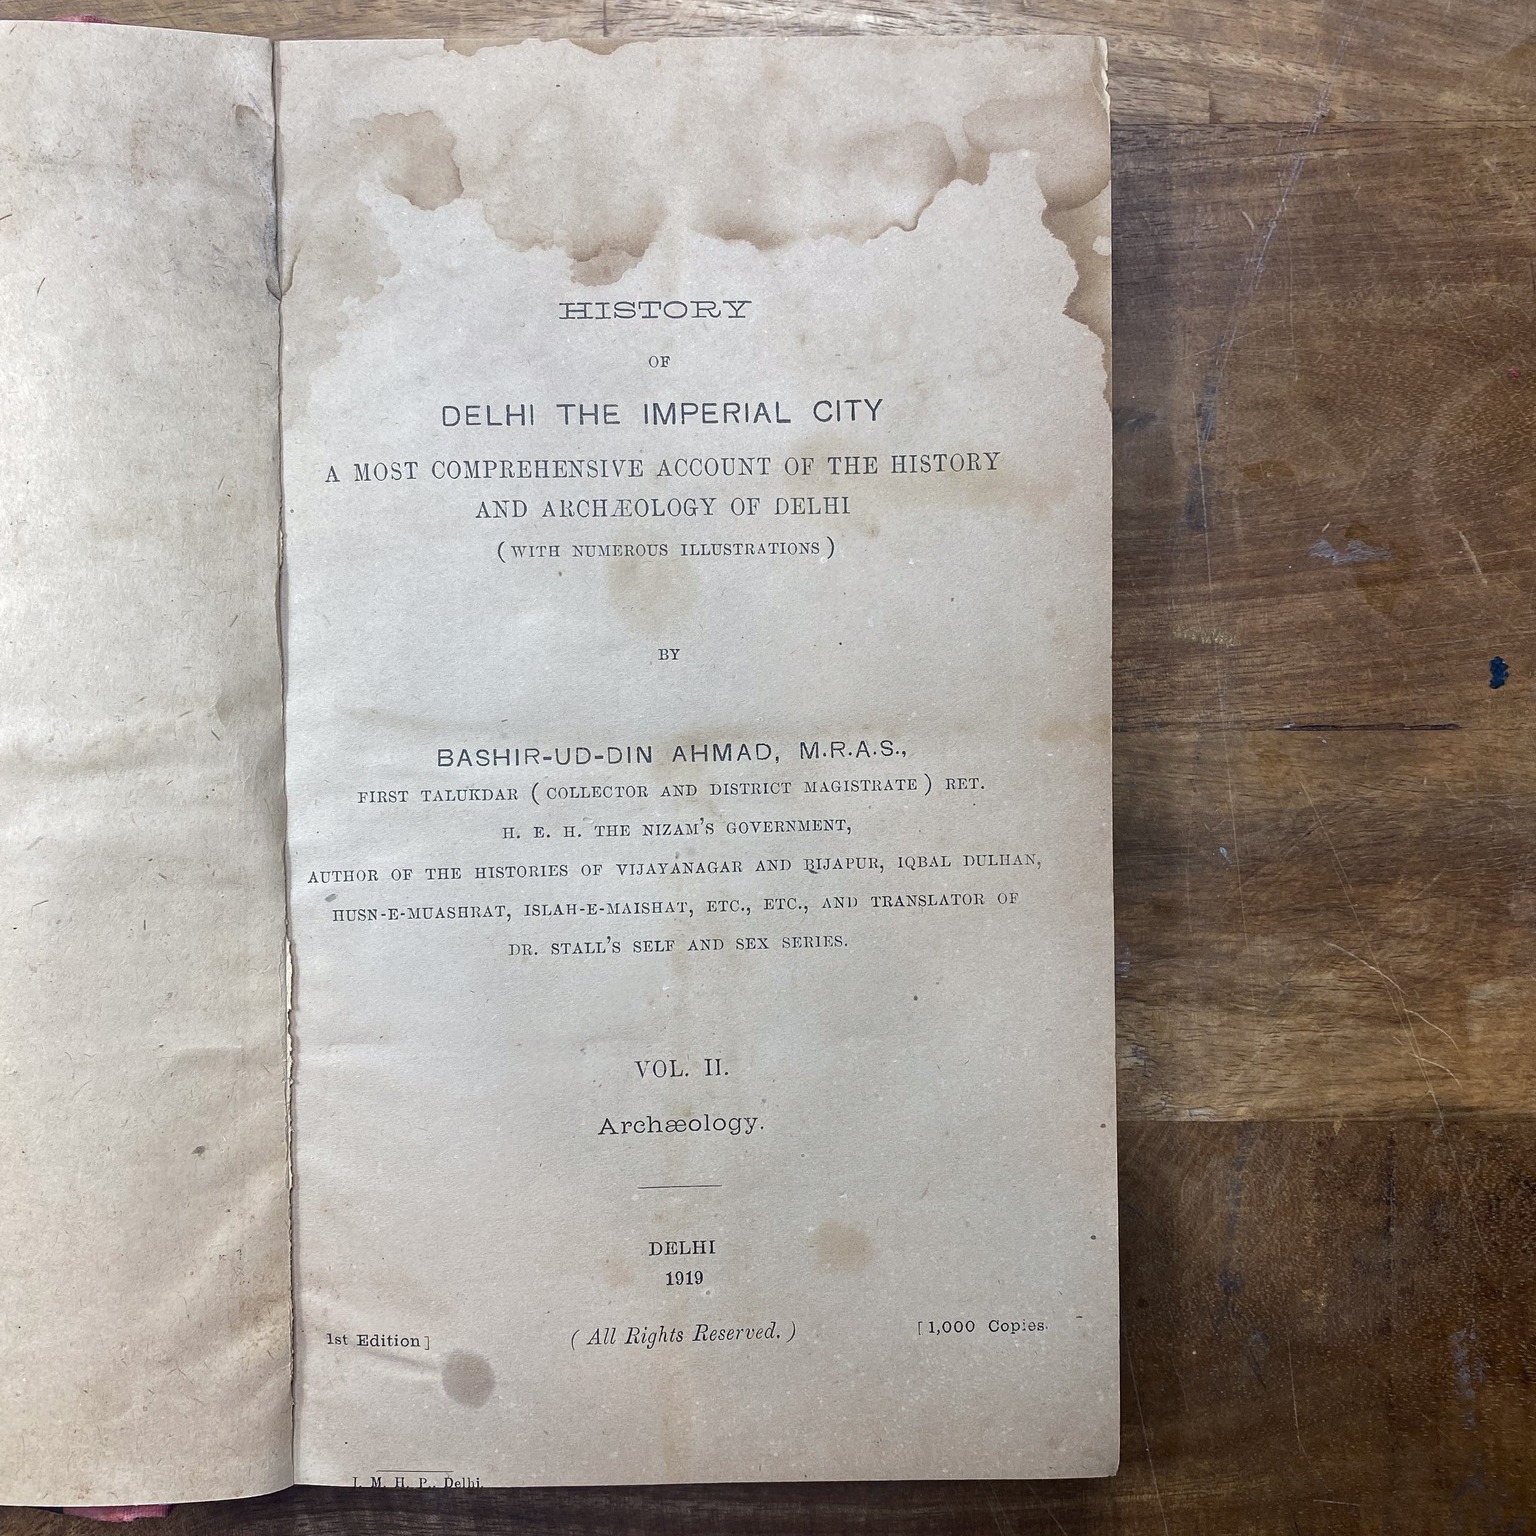 HISTORY
OF
DELHI THE IMPERIAL CITY
A MOST COMPREHENSIVE ACCOUNT OF THE HISTORY
AND ARCHÆOLOGY OF DELHI
(WITH NUMEROUS ILLUSTRATIONS)
BY
BASHIR-UD-DIN AHMAD, M.R.A.S.,
FIRST TALUKDAR (COLLECTOR AND DISTRICT MAGISTRATE) RET.
H. E. H. THE NIZAM'S GOVERNMENT,
AUTHOR OF THE HISTORIES OF VIJAYANAGAR AND BIJAPUR, IQBAL DULHAN,
HUSN-E-MUASHRAT, ISLAH-E-MAISHAT, ETC., ETC., AND TRANSLATOR OF
DR. STALL'S SELF AND SEX SERIES.
VOL. II.
Archæology.
DELHI
1919
1st Edition] (All Rights Reserved.) [1,000 Copies.
M. H. P., Delhi.